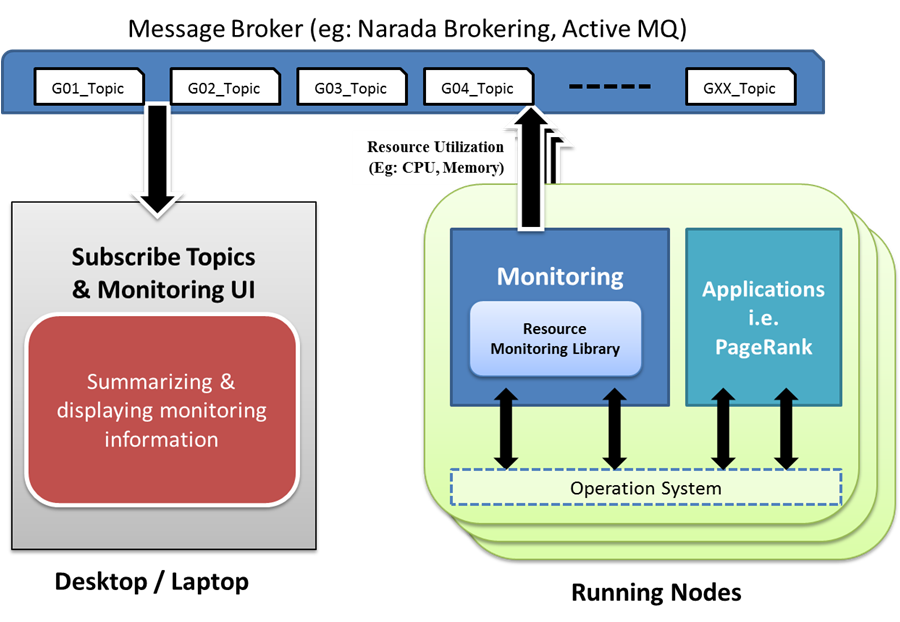 Message Broker (eg: Narada Brokering, Active MQ)
G01_Topic
G02_Topic
G03_Topic
G04_Topic
GXX_Topic
Resource Utilization
(Eg: CPU, Memory)
Subscribe Topics
& Monitoring UI
Summarizing &
displaying monitoring
information
Desktop / Laptop
Monitoring
Resource
Monitoring Library
Applications
i.e.
PageRank
Operation System
Running Nodes